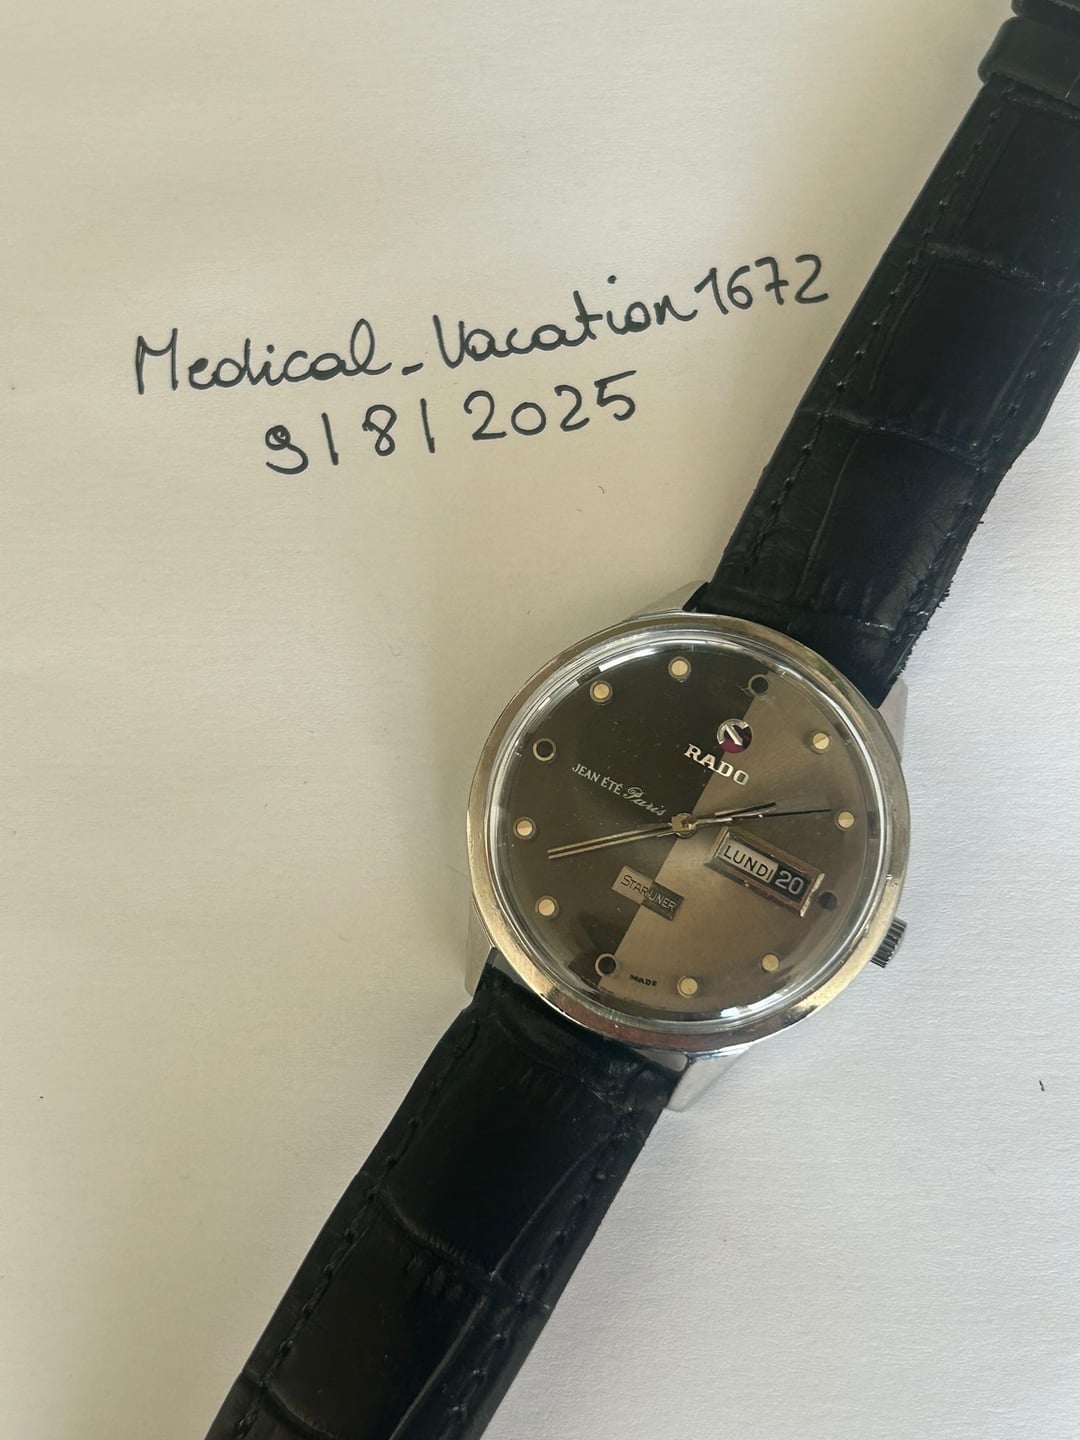 Medical_Vacation1672
9/8/2025
RADO
JEAN ÉTÉ Paris
LUNDI 20
STARLINER
MADE